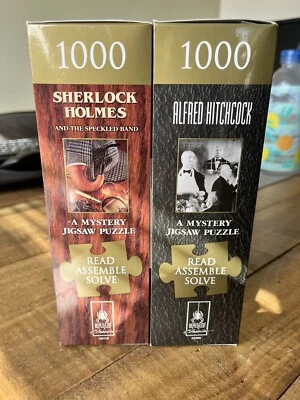 1000
SHERLOCK
HOLMES
AND THE SPECKLED BAND
A MYSTERY
JIGSAW PUZZLE
READ
ASSEMBLE
SOLVE
1000
ALFRED HITCHCOCK
A MYSTERY
JIGSAW PUZZLE
READ
ASSEMBLE
SOLVE